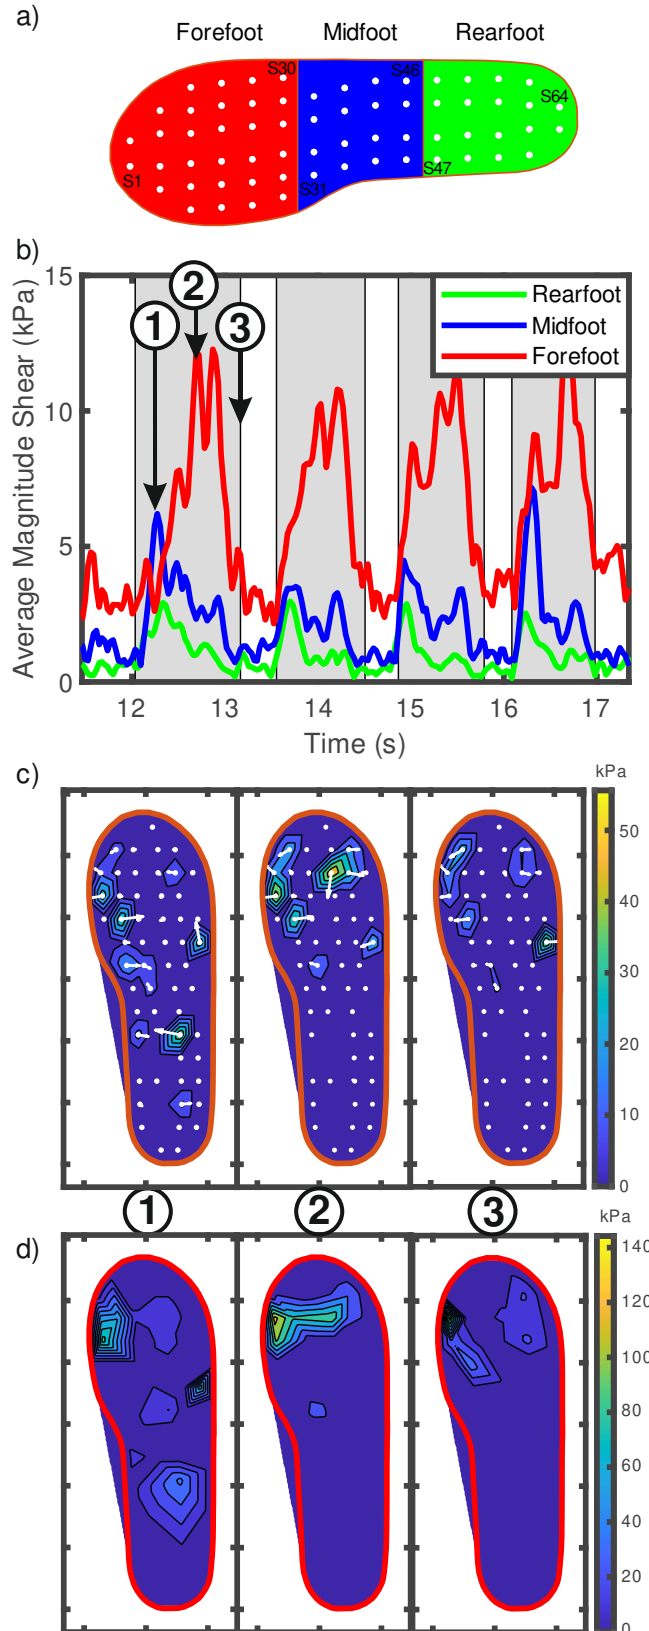 a)
Forefoot Midfoot Rearfoot
S30 S46
S64
S1
S31 S47
b)
15
10
5
0
Average Magnitude Shear (kPa)
1 2 3
Rearfoot
Midfoot
Forefoot
12 13 14 15 16 17
Time (s)
c)
kPa
50
40
30
20
10
0
1 2 3
d)
kPa
140
120
100
80
60
40
20
0